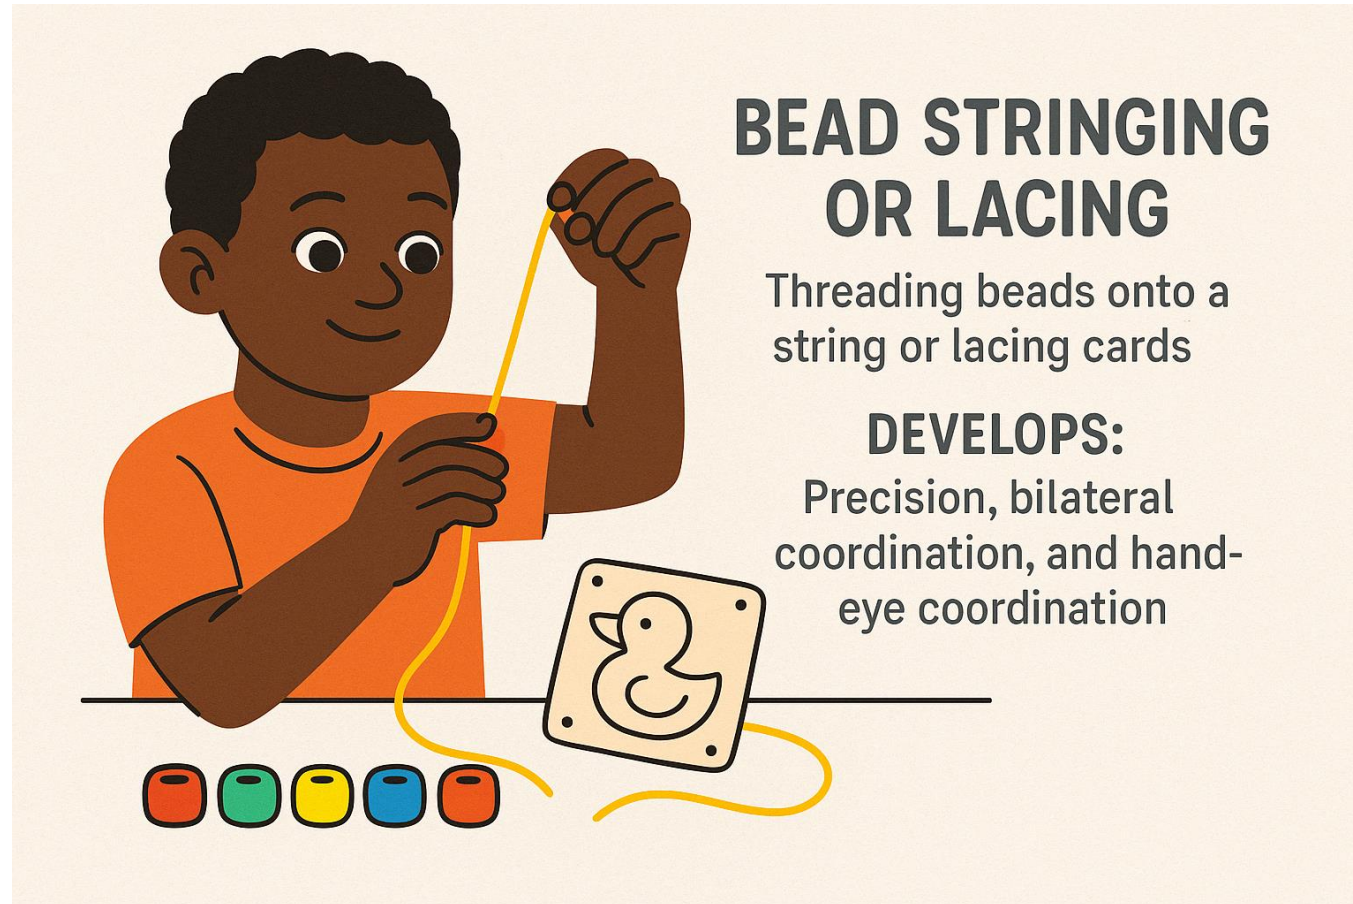 BEAD STRINGING
OR LACING
Threading beads onto a
string or lacing cards
DEVELOPS:
Precision, bilateral
coordination, and hand-
eye coordination